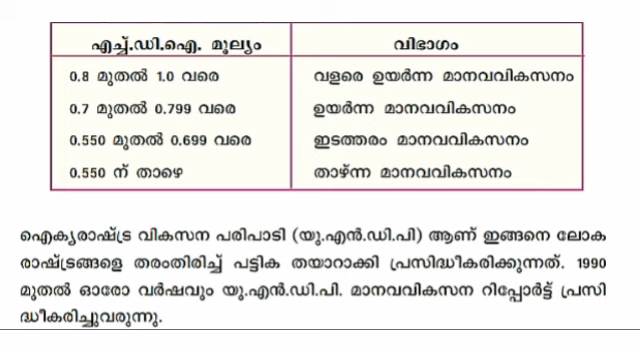 എച്ച്.ഡി.ഐ. മൂല്യം വിഭാഗം
0.8 മുതൽ 1.0 വരെ വളരെ ഉയർന്ന മാനവവികസനം
0.7 മുതൽ 0.799 വരെ ഉയർന്ന മാനവവികസനം
0.550 മുതൽ 0.699 വരെ ഇടത്തരം മാനവവികസനം
0.550 ന് താഴെ താഴ്ന്ന മാനവവികസനം
ഐക്യരാഷ്ട്ര വികസന പരിപാടി (യു.എൻ.ഡി.പി) ആണ് ഇങ്ങനെ ലോക
രാഷ്ട്രങ്ങളെ തരംതിരിച്ച് പട്ടിക തയാറാക്കി പ്രസിദ്ധീകരിക്കുന്നത്. 1990
മുതൽ ഓരോ വർഷവും യു.എൻ.ഡി.പി. മാനവവികസന റിപ്പോർട്ട് പ്രസി
ദ്ധീകരിച്ചുവരുന്നു.